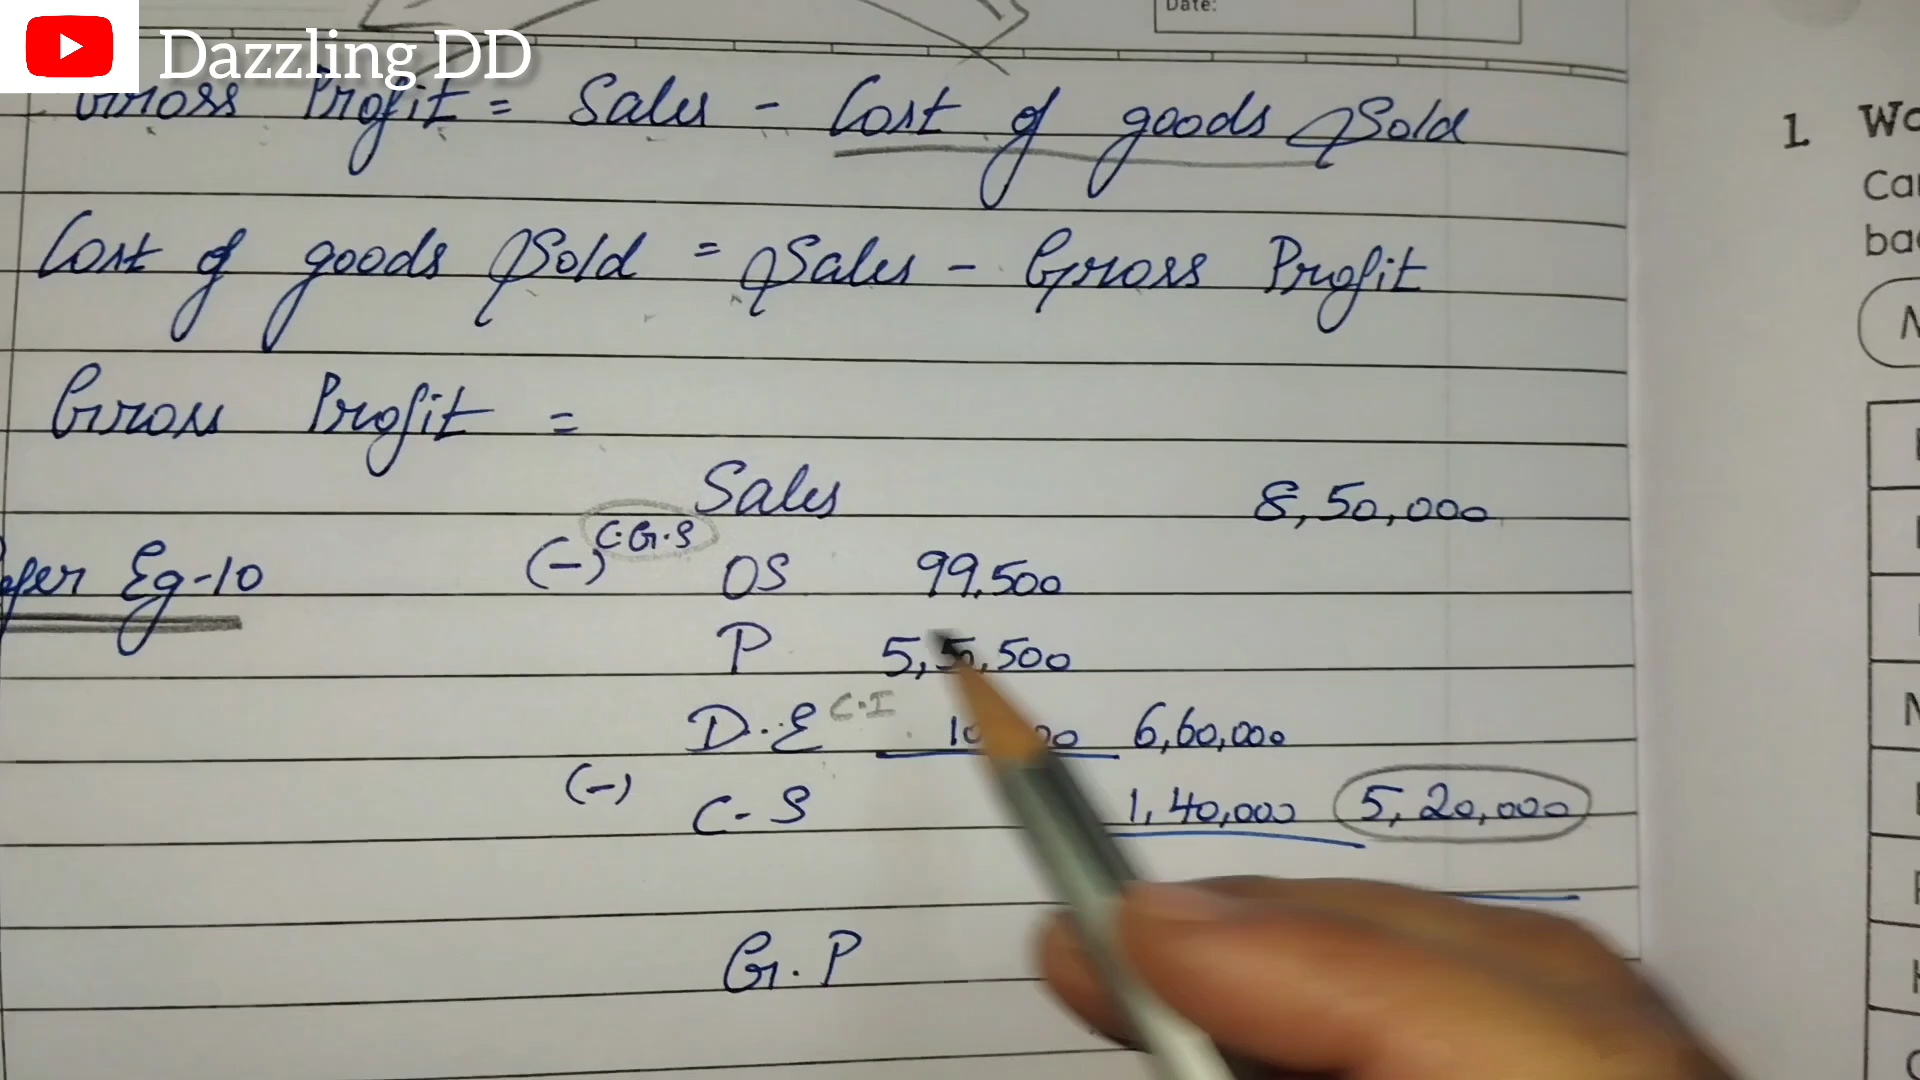 Date:
Dazzling DD
Gross Profit = Sales - Cost of goods Sold
1. Wo
Ca
ba
Cost of goods Sold = Sales - Gross Profit
Gross Profit =
Sales 8,50,000
(-) C.G.S OS 99,500
Eg-10
P 5,50,500
D.E C.I 6,60,000
(-) C-S 1,40,000 5,20,000
G.P